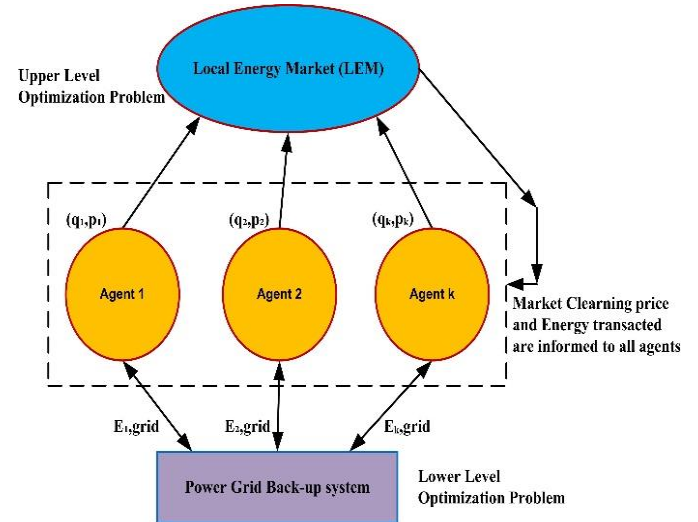 Local Energy Market (LEM)
Upper Level
Optimization Problem
(q₁,p₁)
(q₂,p₂)
(qₖ,pₖ)
Agent 1
Agent 2
Agent k
Market Clearning price
and Energy transacted
are informed to all agents
E₁,grid
E₂,grid
Eₖ,grid
Power Grid Back-up system
Lower Level
Optimization Problem